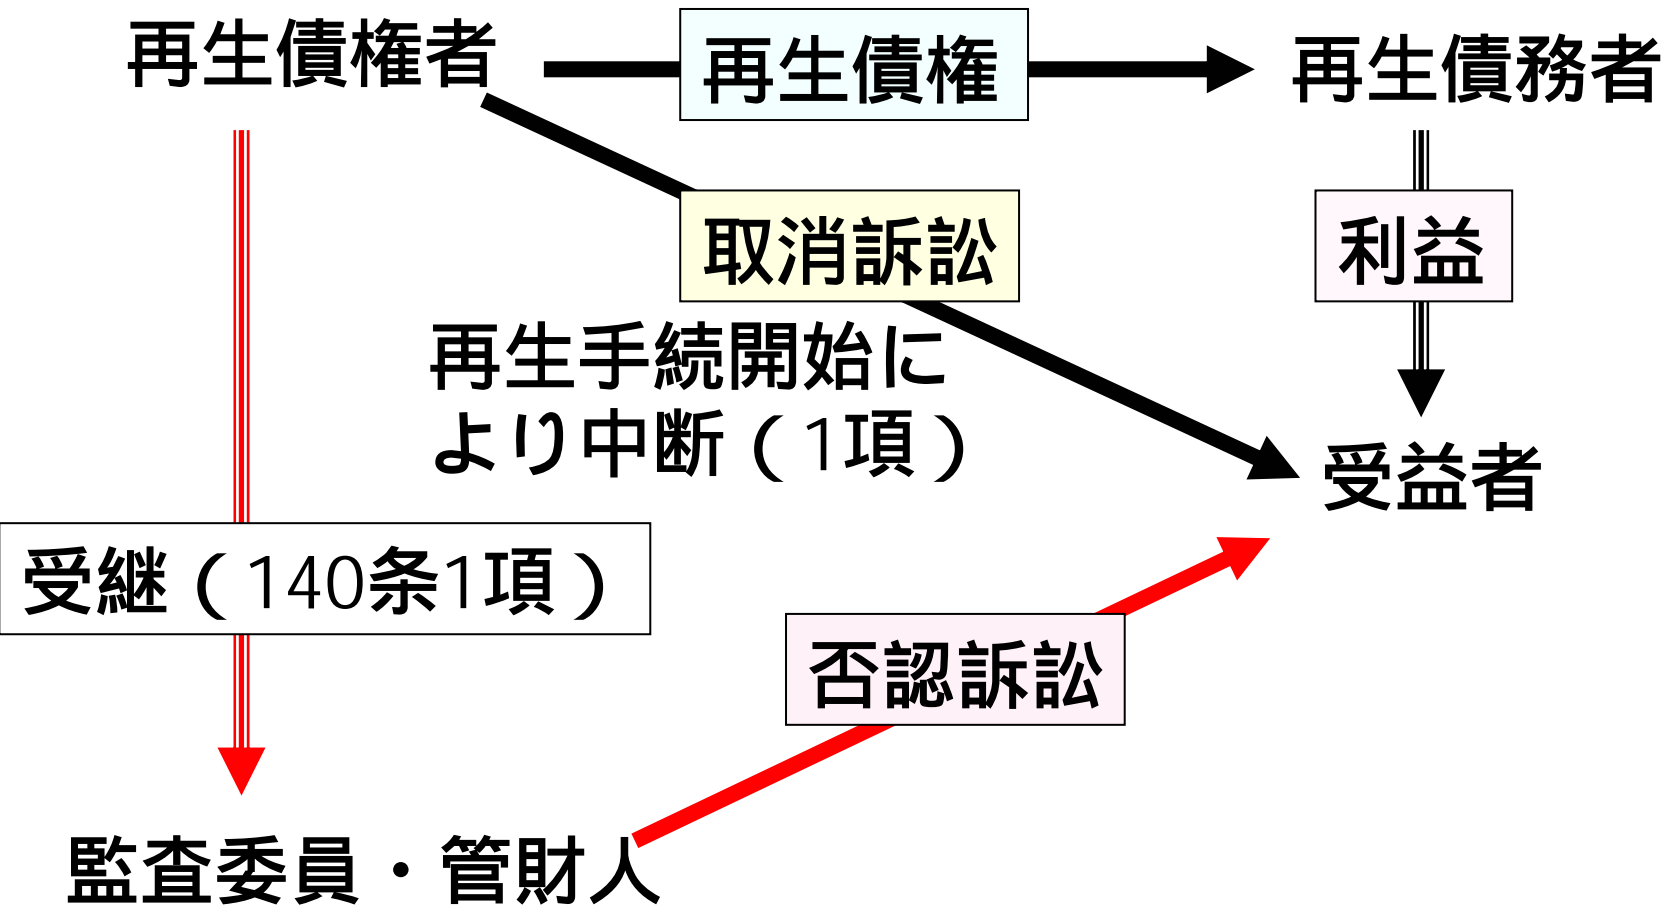 再生債権者
再生債権
再生債務者
取消訴訟
利益
再生手続開始に
より中断（1項）
受益者
受継（140条1項）
否認訴訟
監査委員・管財人